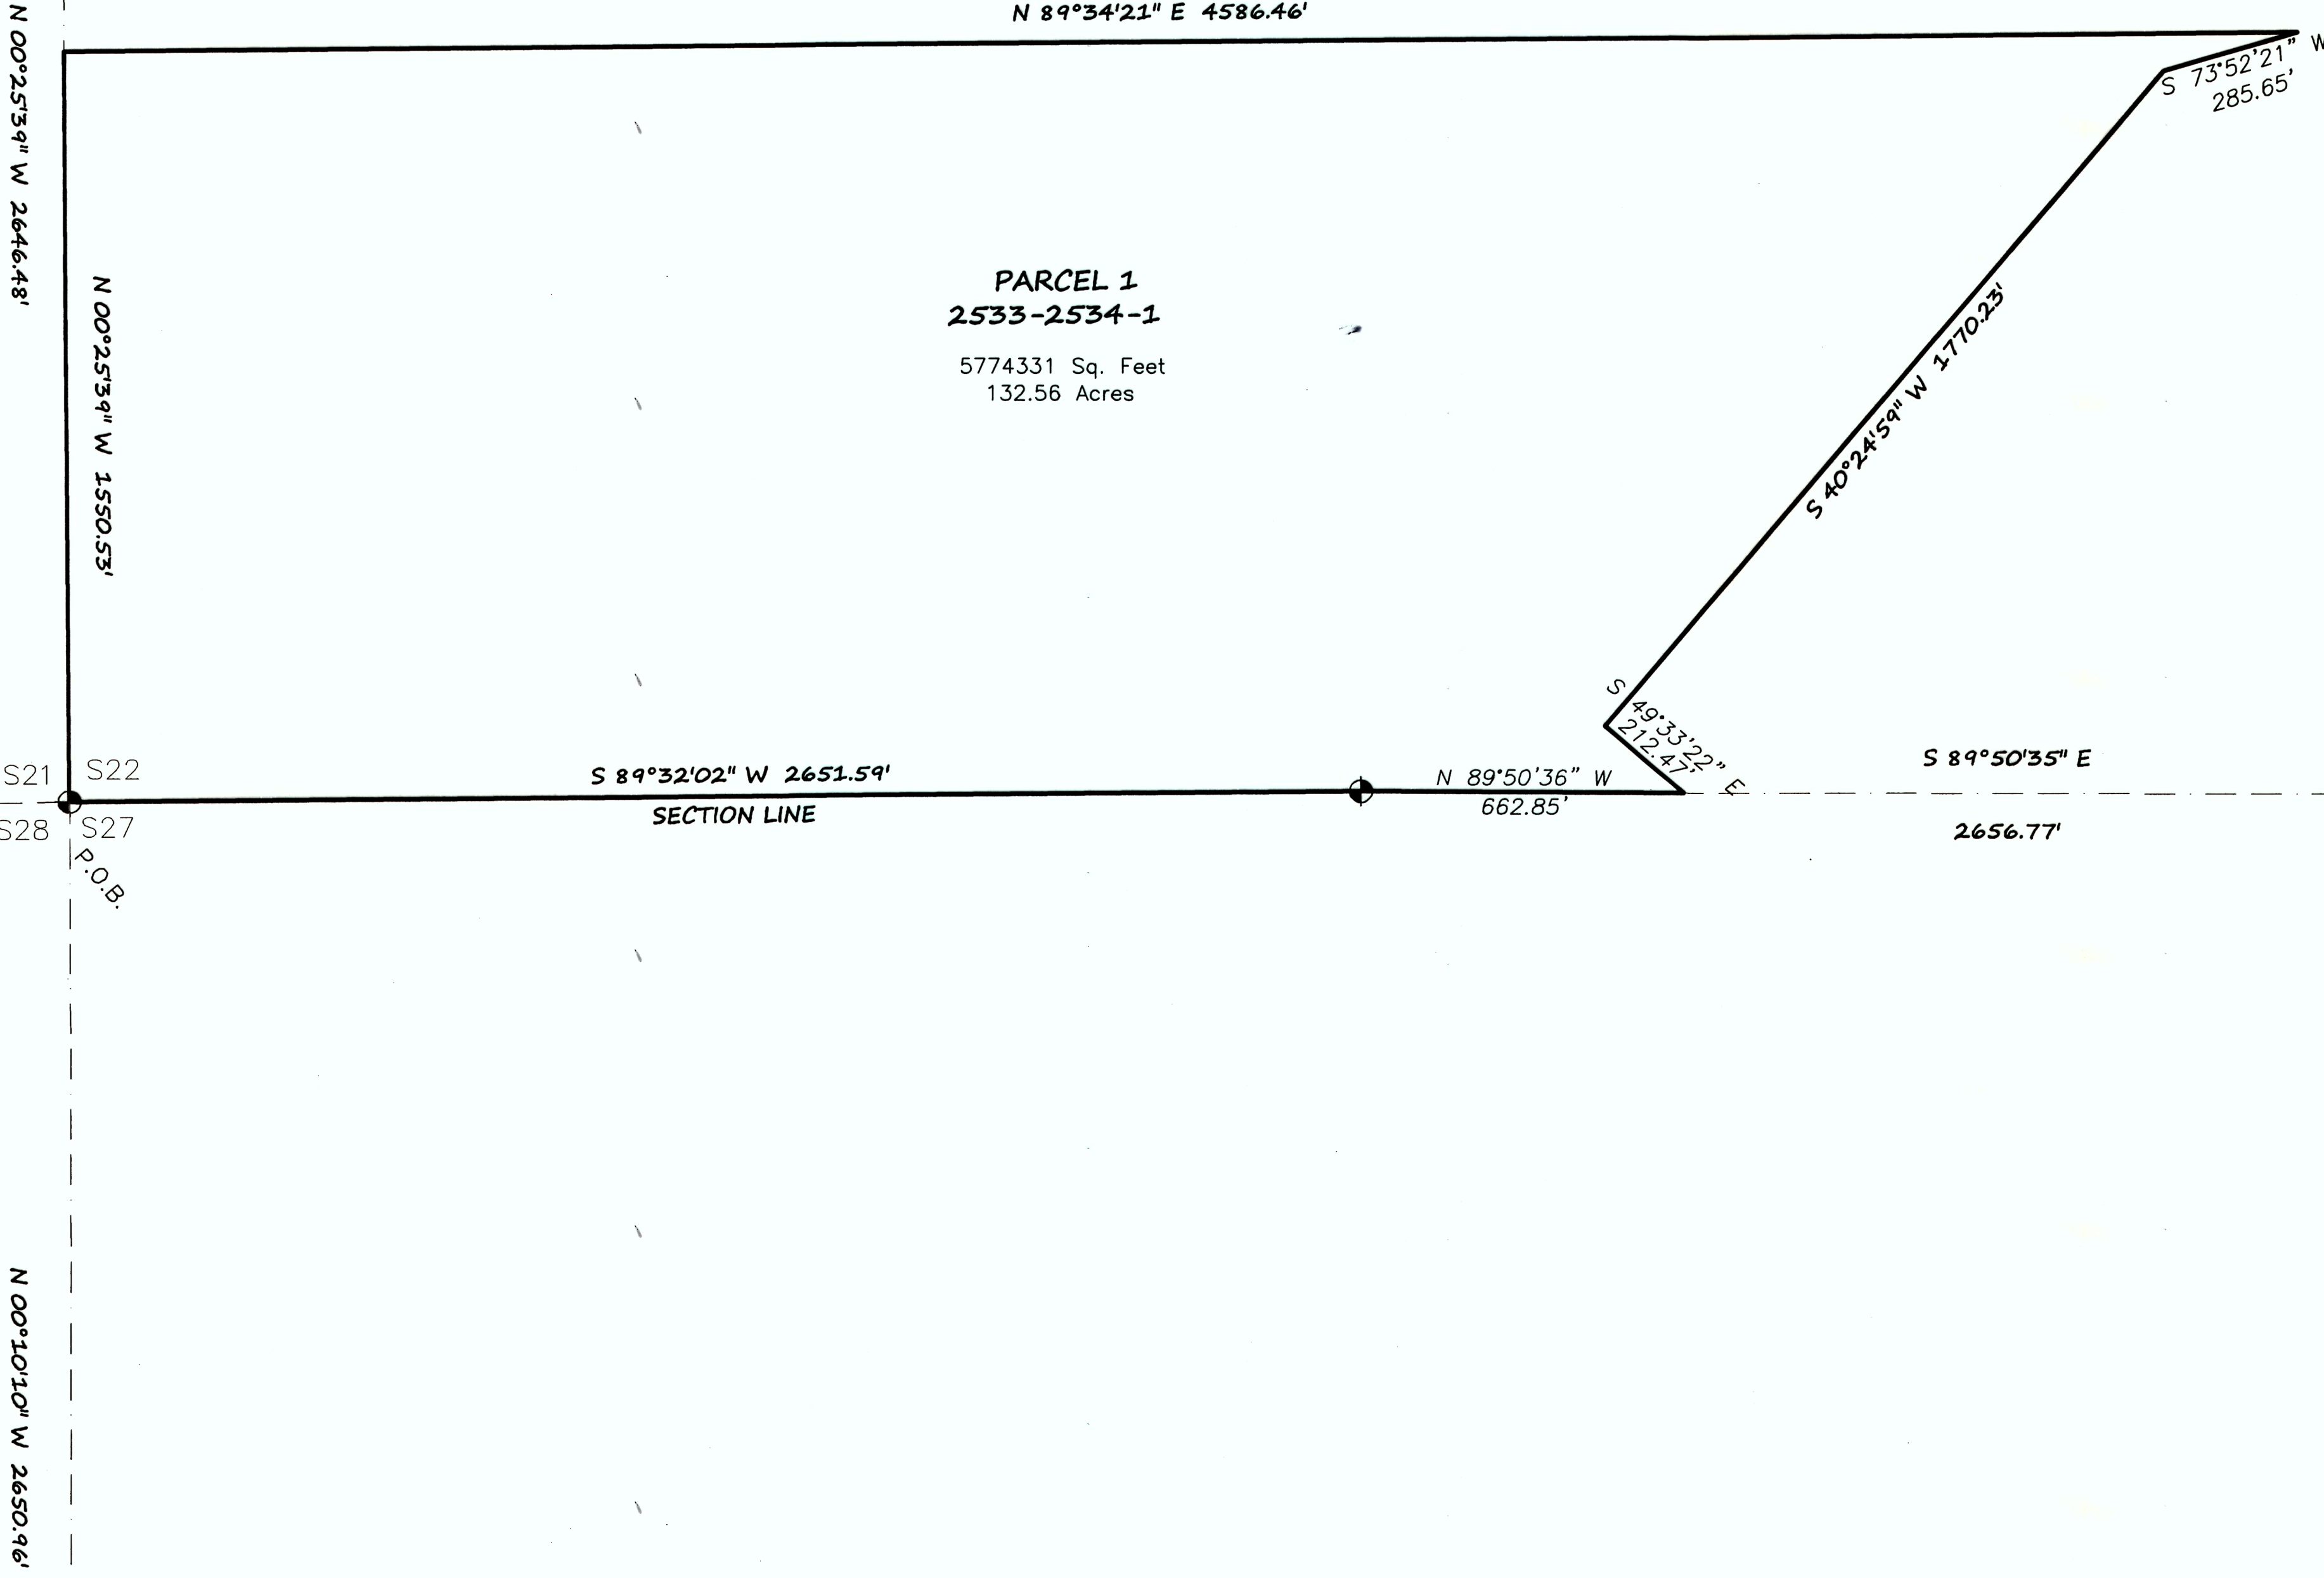 N 89°34'21" E 4586.46'
N 00°25'39" W 2646.48'
S 73°52'21" W
285.65'
N 00°25'39" W 1550.53'
PARCEL 1
2533-2534-1
5774331 Sq. Feet
132.56 Acres
S 40°24'59" W 1770.23'
S 49°33'22" E
212.47'
S21
S22
S 89°32'02" W 2651.59'
SECTION LINE
N 89°50'36" W
662.85'
S 89°50'35" E
2656.77'
S28
S27
P.O.B.
N 00°10'10" W 2650.96'